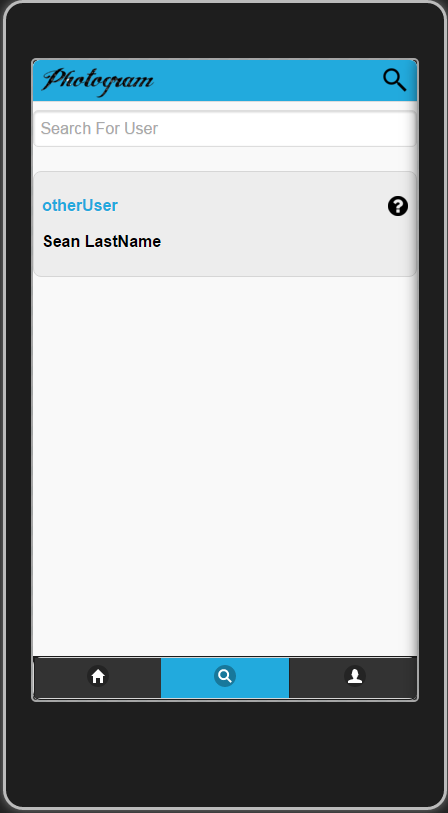 Photogram
Search For User
otherUser
?
Sean LastName